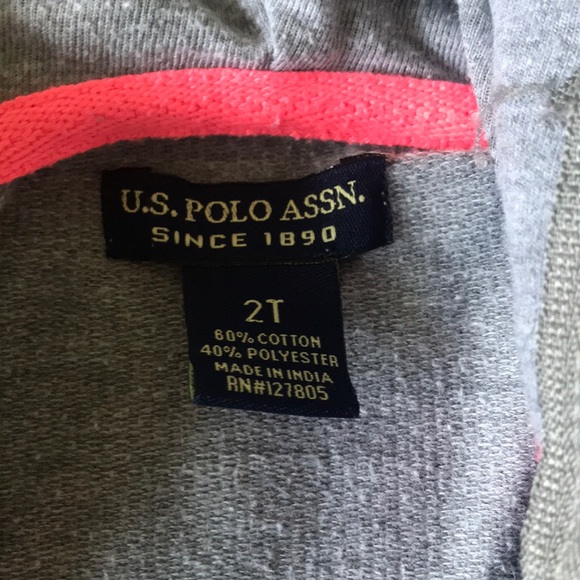 U.S. POLO ASSN.
SINCE 1890
2T
60% COTTON
40% POLYESTER
MADE IN INDIA
RN#127805